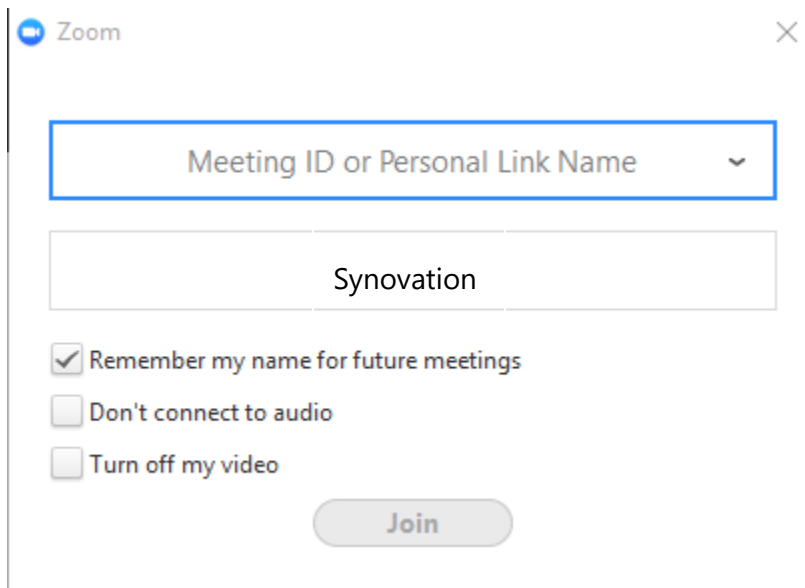 Zoom
Meeting ID or Personal Link Name
Synovation
Remember my name for future meetings
Don't connect to audio
Turn off my video
Join